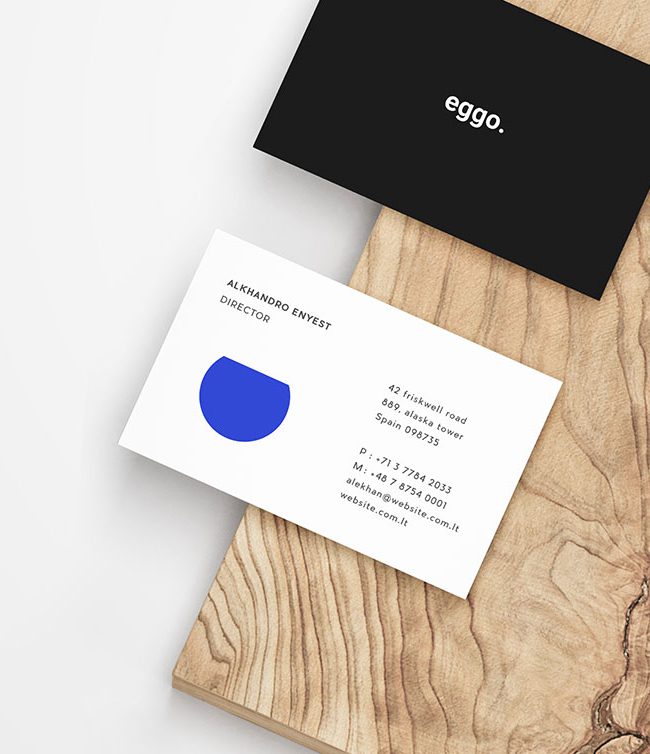 eggo.
ALKHANDRO ENYEST
DIRECTOR
42 friskwell road
889, alaska tower
Spain 098735
P : +71 3 7784 2033
M : +48 7 8754 0001
alekhan@website.com.lt
website.com.lt